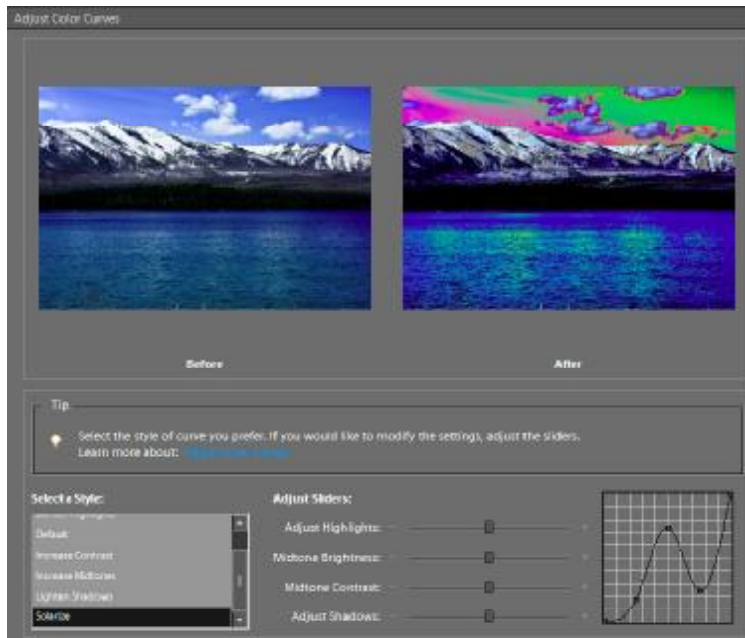 Adjust Color Curves
Before
After
Tip
Select the style of curve you prefer. If you would like to modify the settings, adjust the sliders.
Learn more about:
Select a Style:
Default
Increase Contrast
Increase Midtones
Lighten Shadows
Solarize
Adjust Sliders:
Adjust Highlights:
Midtone Brightness:
Midtone Contrast:
Adjust Shadows: